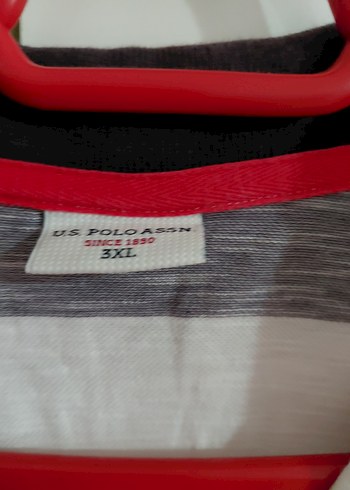 U.S. POLO ASSN
SINCE 1890
3XL